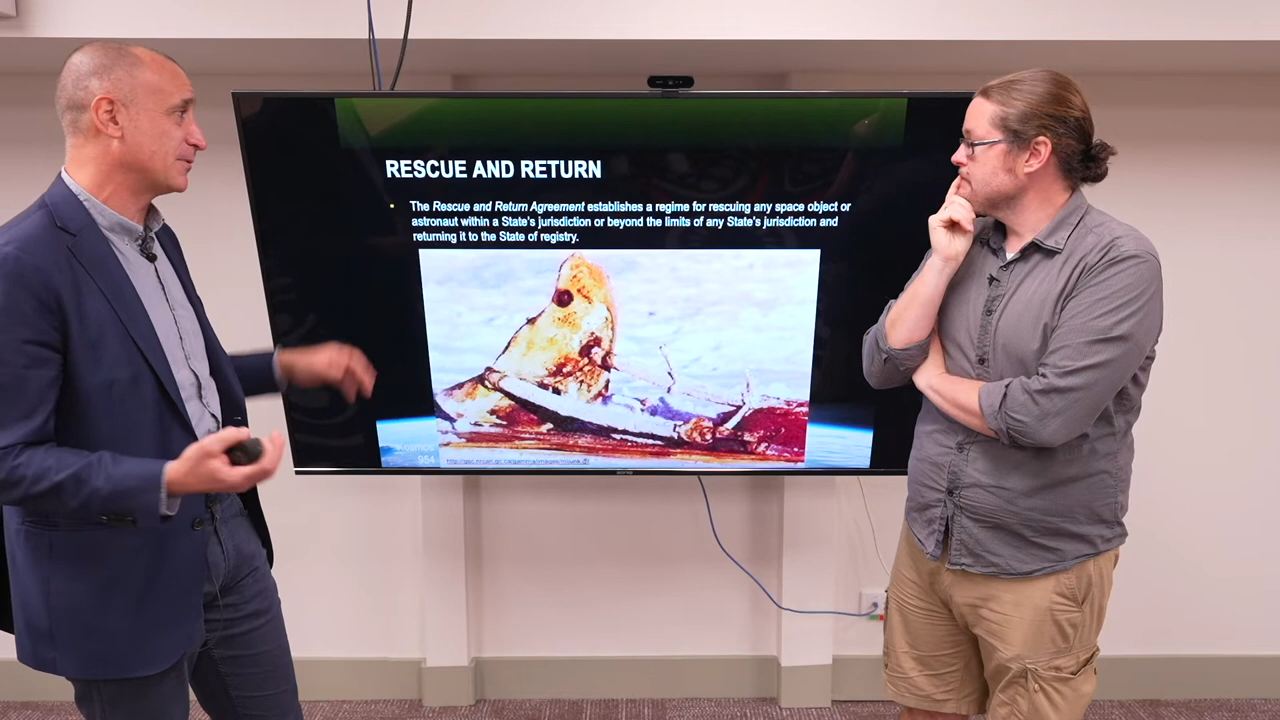 RESCUE AND RETURN
The Rescue and Return Agreement establishes a regime for rescuing any space object or
astronaut within a State's jurisdiction or beyond the limits of any State's jurisdiction and
returning it to the State of registry.
Kosmos
954